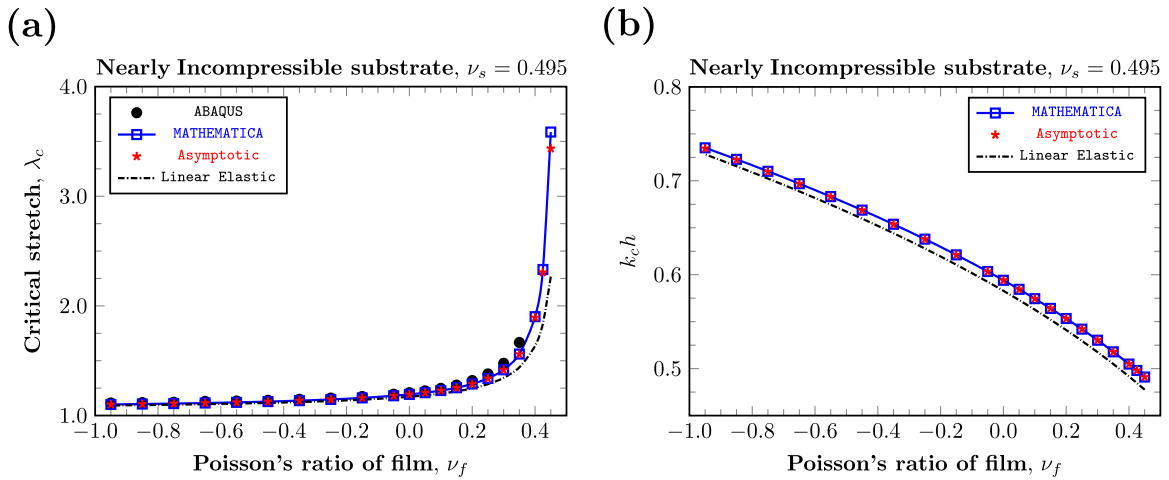 (a)
Nearly Incompressible substrate, νs = 0.495
Critical stretch, λc
4.0
3.0
2.0
1.0
ABAQUS
MATHEMATICA
Asymptotic
Linear Elastic
−1.0 −0.8 −0.6 −0.4 −0.2 0.0 0.2 0.4
Poisson's ratio of film, νf
(b)
Nearly Incompressible substrate, νs = 0.495
kch
0.8
0.7
0.6
0.5
MATHEMATICA
Asymptotic
Linear Elastic
−1.0 −0.8 −0.6 −0.4 −0.2 0.0 0.2 0.4
Poisson's ratio of film, νf